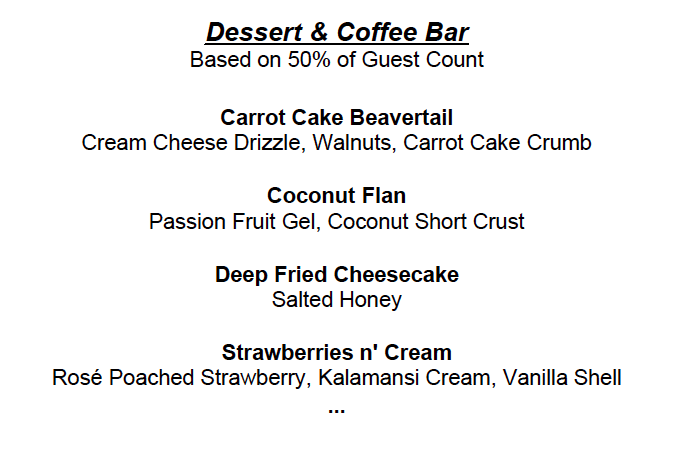 Dessert & Coffee Bar
Based on 50% of Guest Count
Carrot Cake Beavertail
Cream Cheese Drizzle, Walnuts, Carrot Cake Crumb
Coconut Flan
Passion Fruit Gel, Coconut Short Crust
Deep Fried Cheesecake
Salted Honey
Strawberries n' Cream
Rosé Poached Strawberry, Kalamansi Cream, Vanilla Shell
...